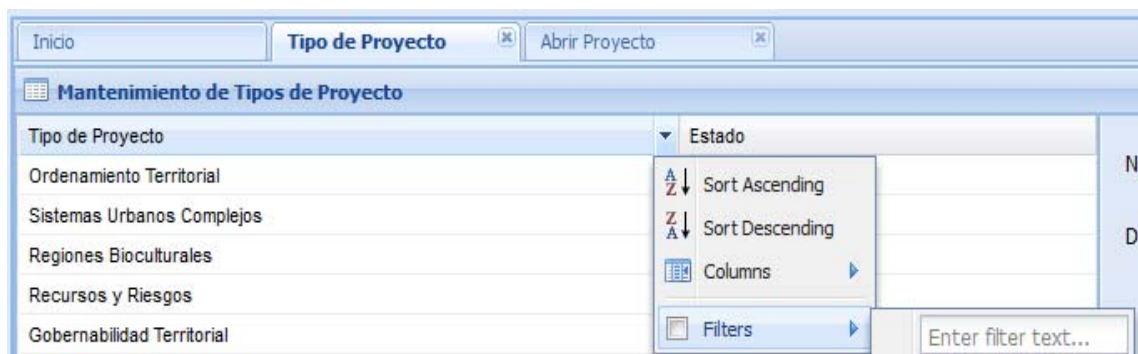 Inicio Tipo de Proyecto Abrir Proyecto
Mantenimiento de Tipos de Proyecto
Tipo de Proyecto Estado
Ordenamiento Territorial
Sistemas Urbanos Complejos
Regiones Bioculturales
Recursos y Riesgos
Gobernabilidad Territorial
Sort Ascending
Sort Descending
Columns
Filters
Enter filter text...
N
D